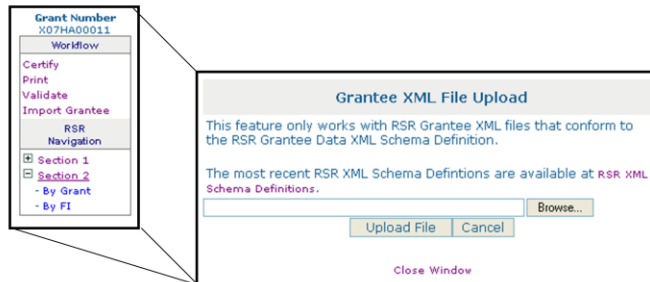 Grant Number
X07HA00011
Workflow
Certify
Print
Validate
Import Grantee
RSR
Navigation
Section 1
Section 2
- By Grant
- By FI
Grantee XML File Upload
This feature only works with RSR Grantee XML files that conform to
the RSR Grantee Data XML Schema Definition.
The most recent RSR XML Schema Defintions are available at RSR XML
Schema Definitions.
Browse...
Upload File Cancel
Close Window